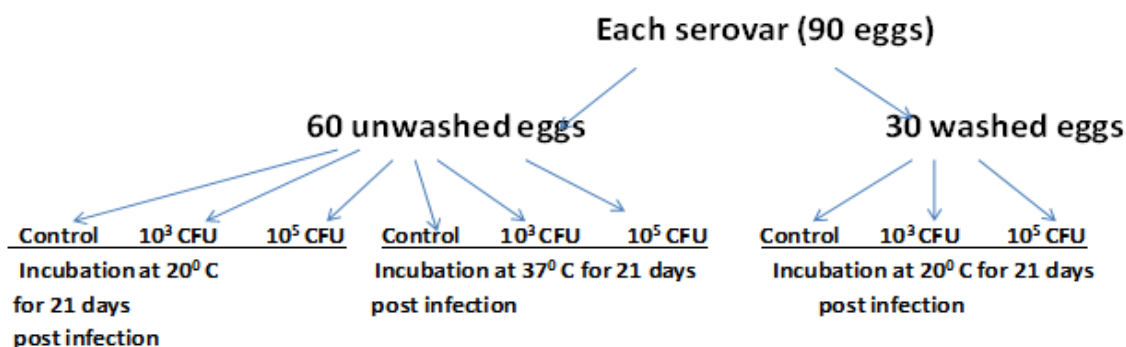 Each serovar (90 eggs)
60 unwashed eggs
30 washed eggs
Control 10³ CFU 10⁵ CFU
Incubation at 20⁰ C
for 21 days
post infection
Control 10³ CFU 10⁵ CFU
Incubation at 37⁰ C for 21 days
post infection
Control 10³ CFU 10⁵ CFU
Incubation at 20⁰ C for 21 days
post infection